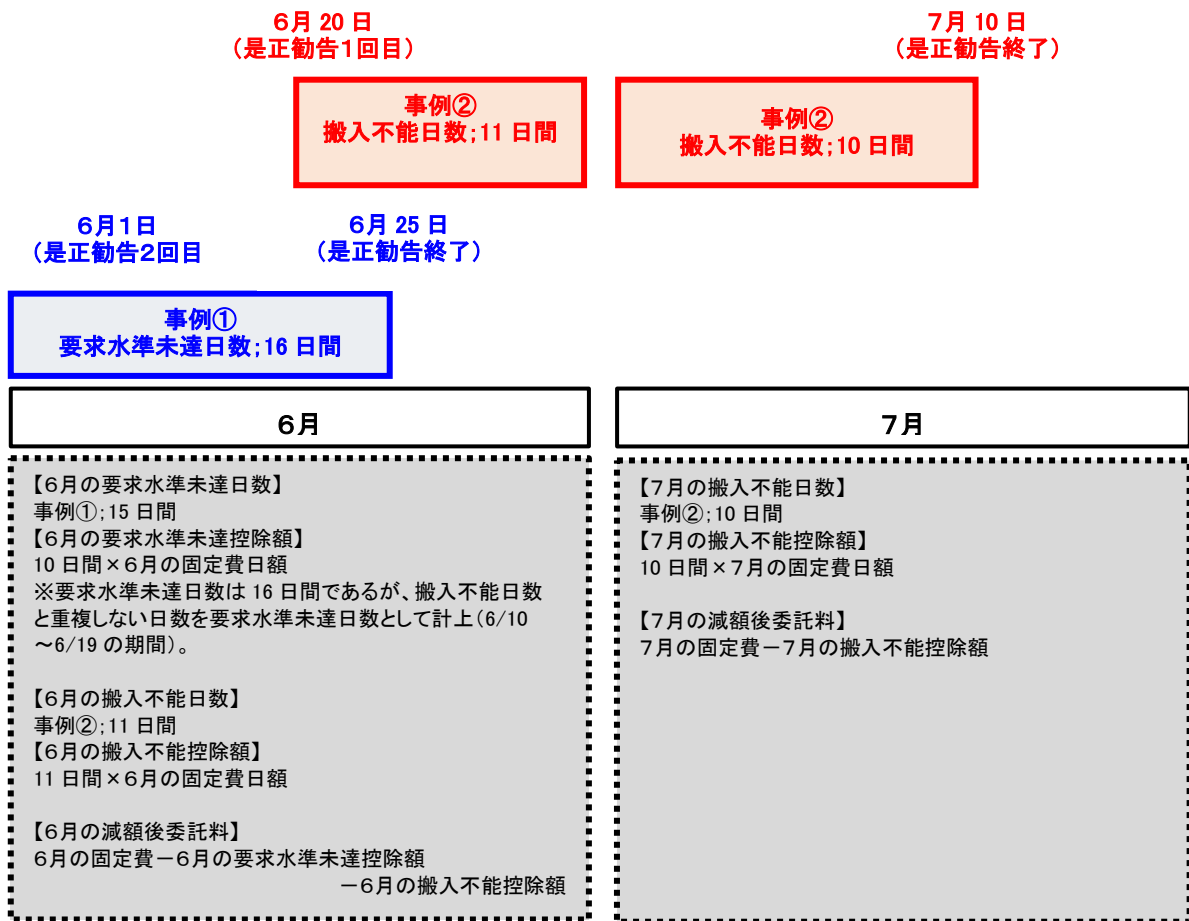 6月 20 日
（是正勧告1回目）
7月 10 日
（是正勧告終了）
事例②
搬入不能日数；11 日間
事例②
搬入不能日数；10 日間
6月1日
（是正勧告2回目
6月 25 日
（是正勧告終了）
事例①
要求水準未達日数；16 日間
6月
7月
【6月の要求水準未達日数】
事例①；15 日間
【6月の要求水準未達控除額】
10 日間×6月の固定費日額
※要求水準未達日数は 16 日間であるが、搬入不能日数
と重複しない日数を要求水準未達日数として計上（6/10
～6/19 の期間）。
【6月の搬入不能日数】
事例②；11 日間
【6月の搬入不能控除額】
11 日間×6月の固定費日額
【6月の減額後委託料】
6月の固定費－6月の要求水準未達控除額
－6月の搬入不能控除額
【7月の搬入不能日数】
事例②；10 日間
【7月の搬入不能控除額】
10 日間×7月の固定費日額
【7月の減額後委託料】
7月の固定費－7月の搬入不能控除額